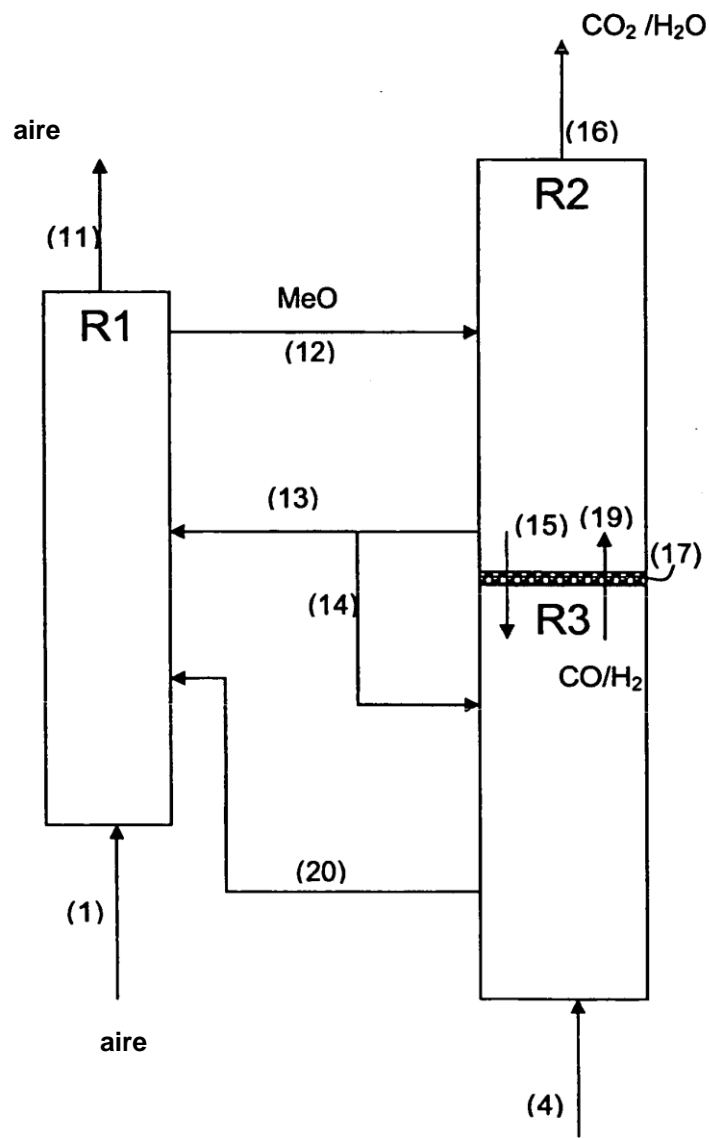 CO₂ /H₂O
aire
(16)
R2
(11)
MeO
R1
(12)
(13)
(15)
(19)
(17)
(14)
R3
CO/H₂
(20)
(1)
aire
(4)